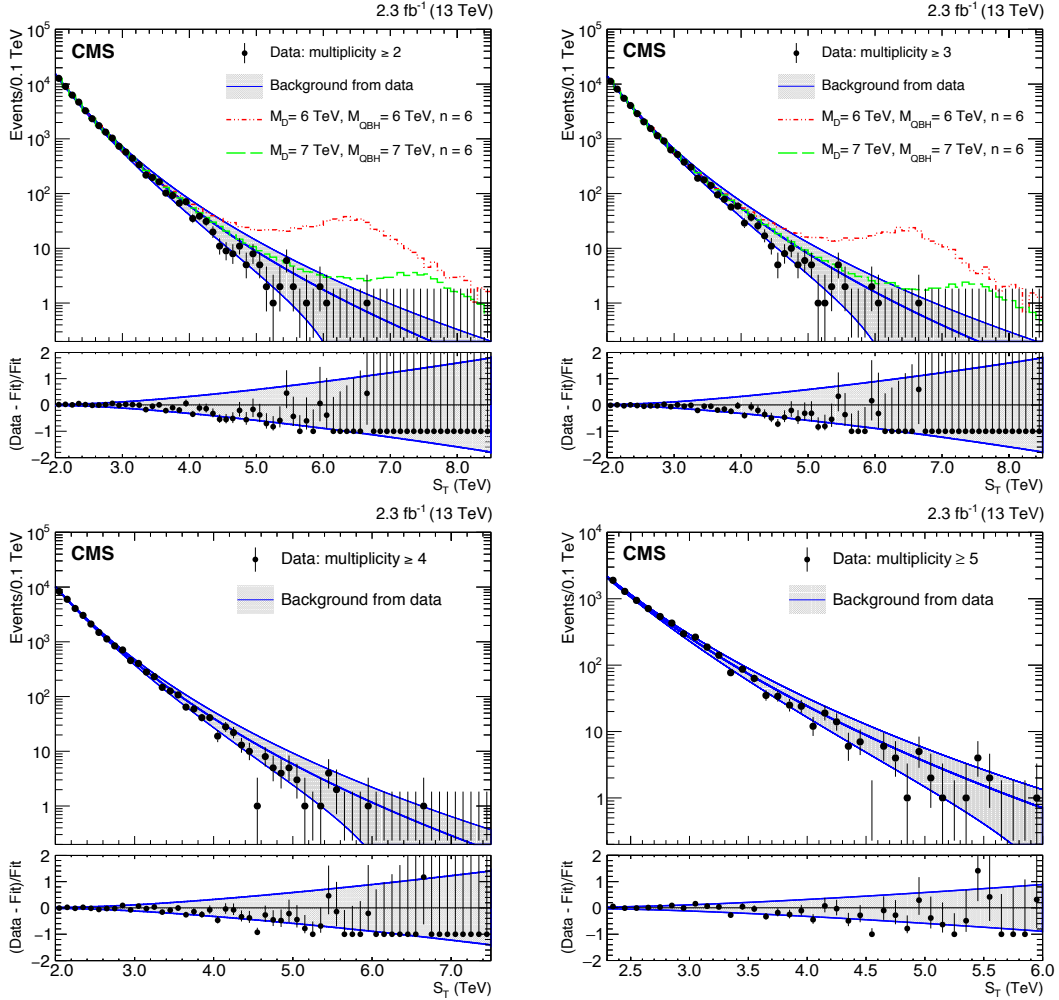 2.3 fb⁻¹ (13 TeV)
CMS
Data: multiplicity ≥ 2
Background from data
M_D= 6 TeV, M_QBH= 6 TeV, n = 6
M_D= 7 TeV, M_QBH= 7 TeV, n = 6
Events/0.1 TeV
10⁵
10⁴
10³
10²
10
1
(Data - Fit)/Fit
2
1
0
−1
−2
2.0 3.0 4.0 5.0 6.0 7.0 8.0
S_T (TeV)
2.3 fb⁻¹ (13 TeV)
CMS
Data: multiplicity ≥ 3
Background from data
M_D= 6 TeV, M_QBH= 6 TeV, n = 6
M_D= 7 TeV, M_QBH= 7 TeV, n = 6
Events/0.1 TeV
10⁵
10⁴
10³
10²
10
1
(Data - Fit)/Fit
2
1
0
−1
−2
2.0 3.0 4.0 5.0 6.0 7.0 8.0
S_T (TeV)
2.3 fb⁻¹ (13 TeV)
CMS
Data: multiplicity ≥ 4
Background from data
Events/0.1 TeV
10⁵
10⁴
10³
10²
10
1
(Data - Fit)/Fit
2
1
0
−1
−2
2.0 3.0 4.0 5.0 6.0 7.0
S_T (TeV)
2.3 fb⁻¹ (13 TeV)
CMS
Data: multiplicity ≥ 5
Background from data
Events/0.1 TeV
10⁴
10³
10²
10
1
(Data - Fit)/Fit
2
1
0
−1
−2
2.5 3.0 3.5 4.0 4.5 5.0 5.5 6.0
S_T (TeV)